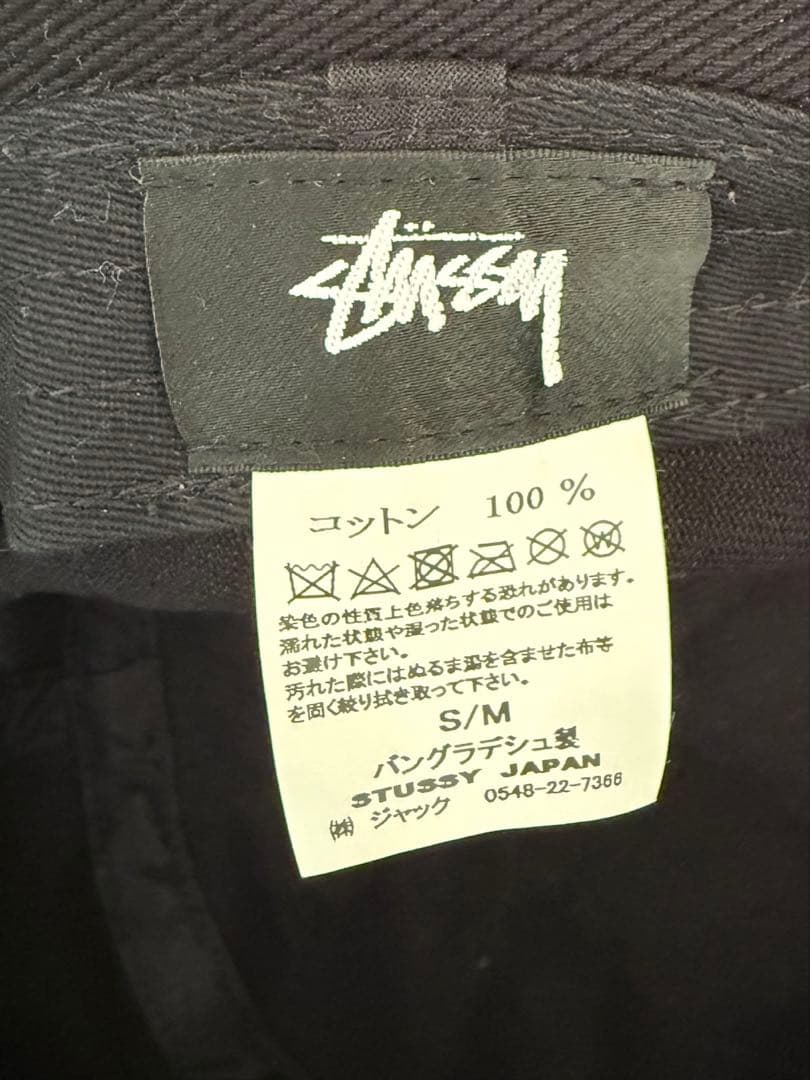 Stüssy
コットン 100 %
W
染色の性質上色落ちする恐れがあります。
濡れた状態や湿った状態でのご使用は
お避け下さい。
汚れた際にはぬるま湯を含ませた布等
を固く絞り拭き取って下さい。
S/M
バングラデシュ製
STUSSY JAPAN
㈱ ジャック 0548-22-7366